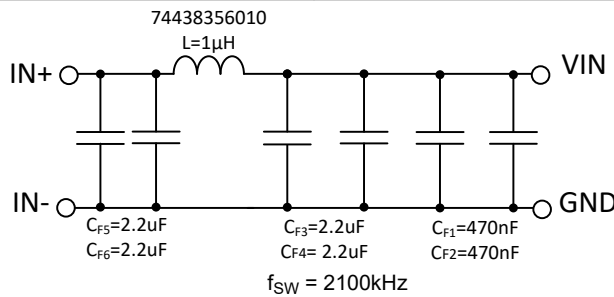 74438356010
L=1µH
IN+
VIN
IN-
GND
CF5=2.2uF
CF6=2.2uF
CF3=2.2uF
CF4= 2.2uF
CF1=470nF
CF2=470nF
fSW = 2100kHz